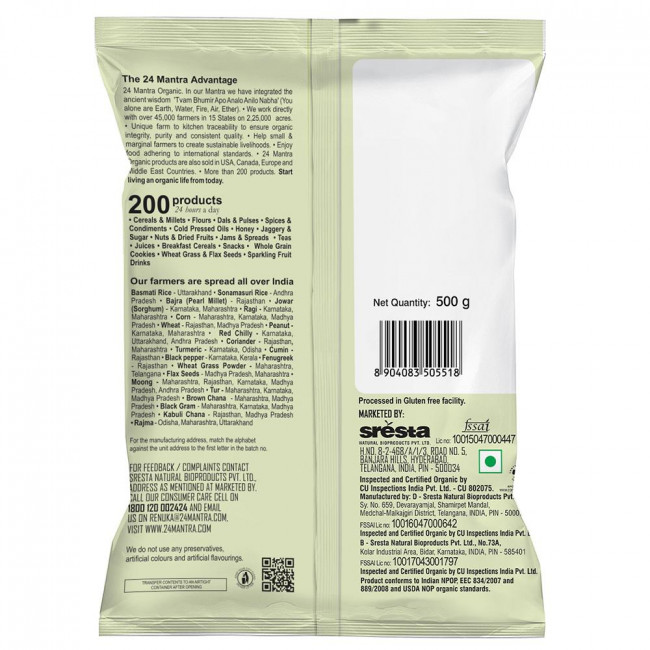 The 24 Mantra Advantage
24 Mantra Organic. In our Mantra we have integrated the
ancient wisdom 'Tvam Bhumir Apo Analo Anilo Nabha' (You
alone are Earth, Water, Fire, Air, Ether). • We work directly
with over 45,000 farmers in 15 States on 2,25,000 acres.
• Unique farm to kitchen traceability to ensure organic
integrity, purity and consistent quality. • Help small &
marginal farmers to create sustainable livelihoods. • Enjoy
food adhering to international standards. • 24 Mantra
Organic products are also sold in USA, Canada, Europe and
Middle East Countries. • More than 200 products. Start
living an organic life from today.
200 products
24 hours a day
• Cereals & Millets • Flours • Dals & Pulses • Spices &
Condiments • Cold Pressed Oils • Honey • Jaggery &
Sugar • Nuts & Dried Fruits • Jams & Spreads • Teas
• Juices • Breakfast Cereals • Snacks • Whole Grain
Cookies • Wheat Grass & Flax Seeds • Sparkling Fruit
Drinks
Our farmers are spread all over India
Basmati Rice - Uttarakhand • Sonamasuri Rice - Andhra
Pradesh • Bajra (Pearl Millet) - Rajasthan • Jowar
(Sorghum) - Karnataka, Maharashtra • Ragi - Karnataka,
Maharashtra • Corn - Maharashtra, Karnataka, Madhya
Pradesh • Wheat - Rajasthan, Madhya Pradesh • Peanut -
Karnataka, Maharashtra • Red Chilly - Karnataka,
Uttarakhand, Andhra Pradesh • Coriander - Rajasthan,
Maharashtra • Turmeric - Karnataka, Odisha • Cumin -
Rajasthan • Black pepper - Karnataka, Kerala • Fenugreek
- Rajasthan • Wheat Grass Powder - Maharashtra,
Telangana • Flax Seeds - Madhya Pradesh, Maharashtra •
Moong - Maharashtra, Rajasthan, Karnataka, Madhya
Pradesh, Andhra Pradesh • Tur - Maharashtra, Karnataka,
Madhya Pradesh • Brown Chana - Maharashtra, Madhya
Pradesh • Black Gram - Maharashtra, Karnataka, Madhya
Pradesh • Kabuli Chana - Rajasthan, Madhya Pradesh
• Rajma - Odisha, Maharashtra, Uttarakhand
For the manufacturing address, match the alphabet
against the unit address to the first letter in the batch no.
FOR FEEDBACK / COMPLAINTS CONTACT
SRESTA NATURAL BIOPRODUCTS PVT. LTD.,
ADDRESS AS MENTIONED AT MARKETED BY.
CALL OUR CONSUMER CARE CELL ON
1800 120 002424 AND EMAIL
US ON RENUKA@24MANTRA.COM
VISIT WWW.24MANTRA.COM
We do not use any preservatives,
artificial colours and artificial flavourings.
TRANSFER CONTENTS TO AN AIRTIGHT
CONTAINER AFTER OPENING
Net Quantity: 500 g
8 904083 505518
Processed in Gluten free facility.
MARKETED BY:
sresta
NATURAL BIOPRODUCTS PVT. LTD.
fssai
Lic no: 10015047000447
H.NO. 8-2-468/A/1/3, ROAD NO. 5,
BANJARA HILLS, HYDERABAD,
TELANGANA, INDIA, PIN - 500034
Inspected and Certified Organic by
CU Inspections India Pvt. Ltd. - CU 802075.
Manufactured by: D - Sresta Natural Bioproducts Pvt.
Sy. No. 59, Devarayamjal, Shamirpet Mandal,
Medchal-Malkajgiri District, Telangana, INDIA, PIN - 5000
FSSAI Lic no: 10016047000642
B - Sresta Natural Bioproducts Pvt. Ltd., No.73A,
Kolar Industrial Area, Bidar, Karnataka, INDIA, PIN - 585401
FSSAI Lic no: 10017043001797
Inspected and Certified Organic by CU Inspections India Pvt. Ltd.
Product conforms to Indian NPOP, EEC 834/2007 and
889/2008 and USDA NOP organic standards.